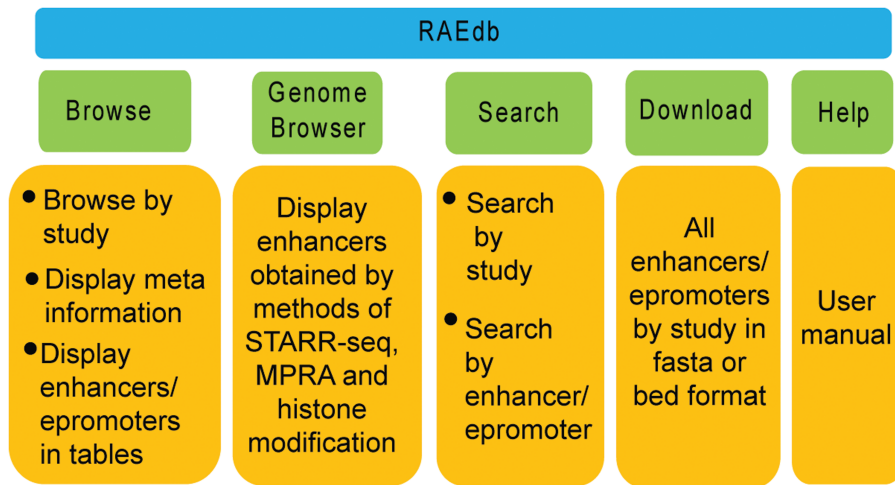 RAEdb
Browse
Genome
Browser
Search
Download
Help
• Browse by
study
• Display meta
information
• Display
enhancers/
epromoters
in tables
Display
enhancers
obtained by
methods of
STARR-seq,
MPRA and
histone
modification
• Search
by
study
• Search
by
enhancer/
epromoter
All
enhancers/
epromoters
by study in
fasta or
bed format
User
manual